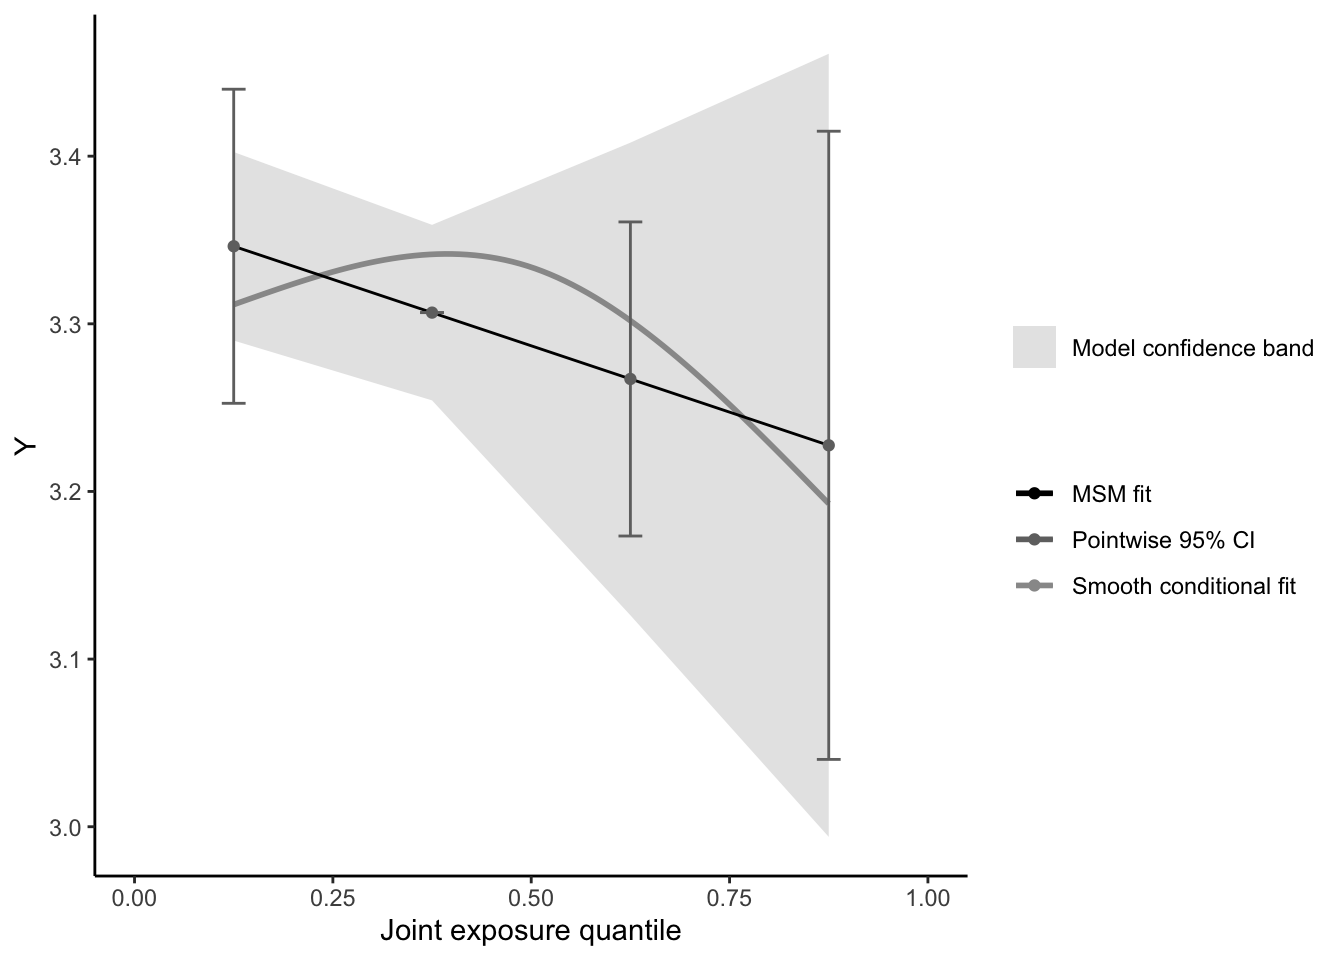 3.4
3.3
3.2
3.1
3.0
Y
0.00 0.25 0.50 0.75 1.00
Joint exposure quantile
Model confidence band
MSM fit
Pointwise 95% CI
Smooth conditional fit